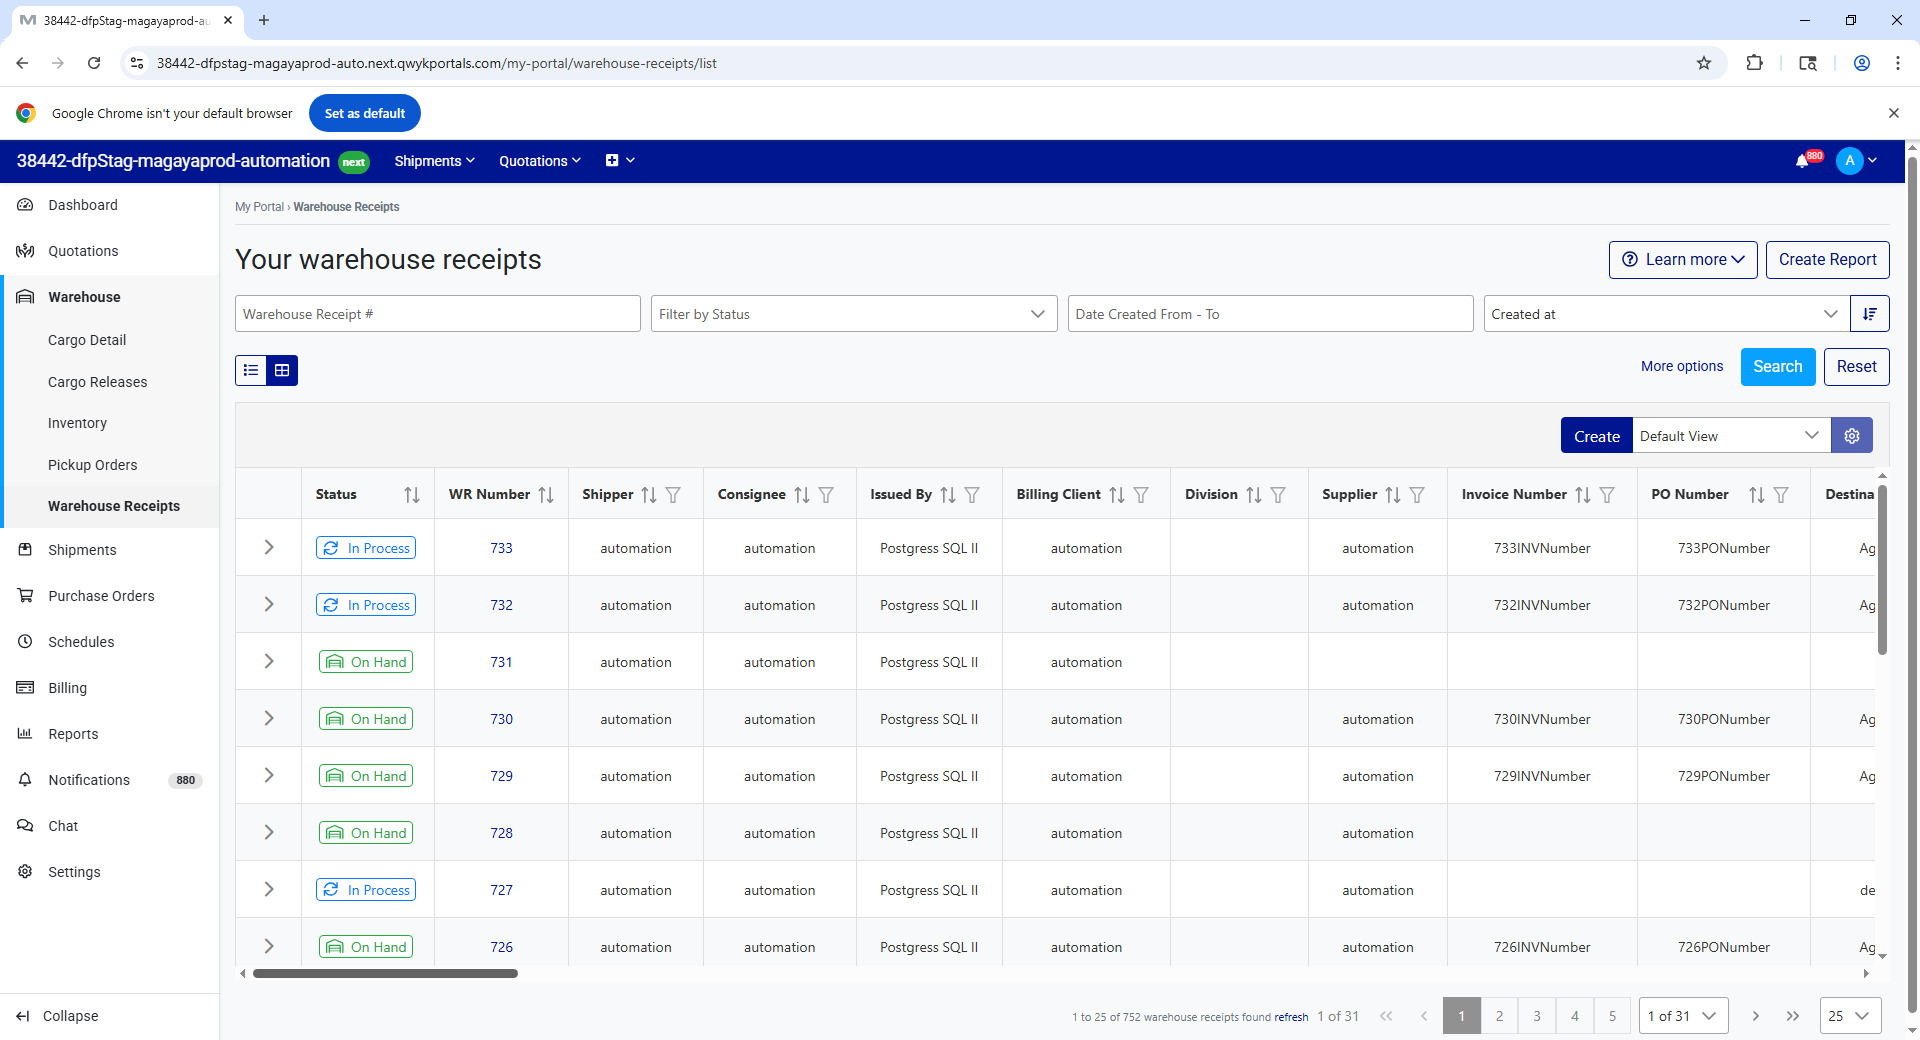 38442-dfpStag-magayaprod-au
38442-dfpstag-magayaprod-auto.next.qwykportals.com/my-portal/warehouse-receipts/list
Google Chrome isn't your default browser
Set as default
38442-dfpStag-magayaprod-automation next Shipments Quotations 880 A
Dashboard
Quotations
Warehouse
Cargo Detail
Cargo Releases
Inventory
Pickup Orders
Warehouse Receipts
Shipments
Purchase Orders
Schedules
Billing
Reports
Notifications 880
Chat
Settings
Collapse
My Portal › Warehouse Receipts
Your warehouse receipts
Learn more
Create Report
Warehouse Receipt # Filter by Status Date Created From - To Created at
More options Search Reset
Create Default View
Status WR Number Shipper Consignee Issued By Billing Client Division Supplier Invoice Number PO Number Destina
In Process 733 automation automation Postgress SQL II automation automation 733INVNumber 733PONumber Ag
In Process 732 automation automation Postgress SQL II automation automation 732INVNumber 732PONumber Ag
On Hand 731 automation automation Postgress SQL II automation
On Hand 730 automation automation Postgress SQL II automation automation 730INVNumber 730PONumber Ag
On Hand 729 automation automation Postgress SQL II automation automation 729INVNumber 729PONumber Ag
On Hand 728 automation automation Postgress SQL II automation automation
In Process 727 automation automation Postgress SQL II automation automation de
On Hand 726 automation automation Postgress SQL II automation automation 726INVNumber 726PONumber Ag
1 to 25 of 752 warehouse receipts found refresh 1 of 31 1 2 3 4 5 1 of 31 25